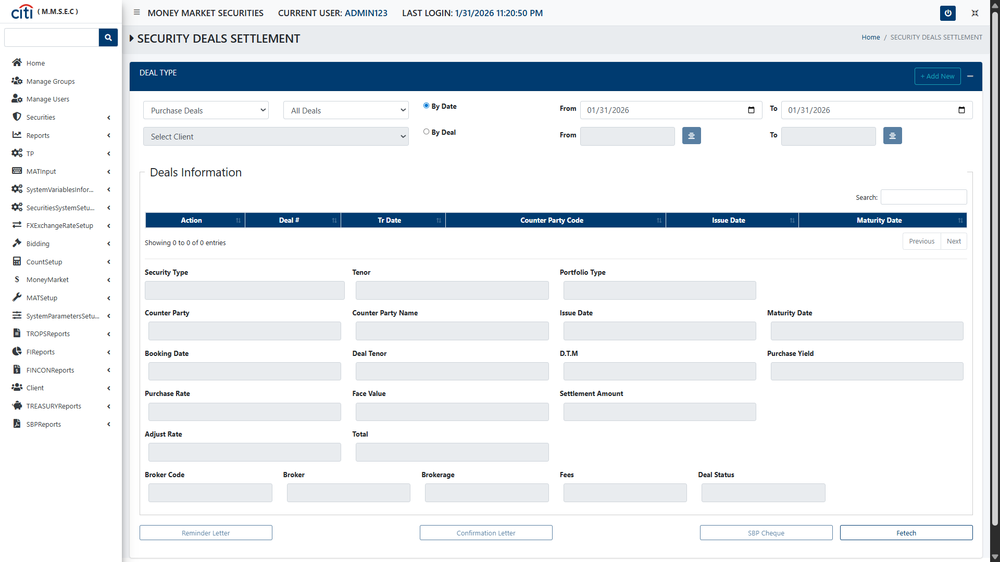 citi ( M.M.S.E.C )
MONEY MARKET SECURITIES CURRENT USER: ADMIN123 LAST LOGIN: 1/31/2026 11:20:50 PM
SECURITY DEALS SETTLEMENT
Home / SECURITY DEALS SETTLEMENT
Home
Manage Groups
Manage Users
Securities
Reports
TP
MATInput
SystemVariablesInfor...
SecuritiesSystemSetu...
FXExchangeRateSetup
Bidding
CountSetup
MoneyMarket
MATSetup
SystemParametersSetu...
TROPSReports
FIReports
FINCONReports
Client
TREASURYReports
SBPReports
DEAL TYPE
+ Add New
Purchase Deals All Deals By Date From 01/31/2026 To 01/31/2026
Select Client By Deal From To
Deals Information
Search:
Action Deal # Tr Date Counter Party Code Issue Date Maturity Date
Showing 0 to 0 of 0 entries
Previous Next
Security Type Tenor Portfolio Type
Counter Party Counter Party Name Issue Date Maturity Date
Booking Date Deal Tenor D.T.M Purchase Yield
Purchase Rate Face Value Settlement Amount
Adjust Rate Total
Broker Code Broker Brokerage Fees Deal Status
Reminder Letter Confirmation Letter SBP Cheque Fetech